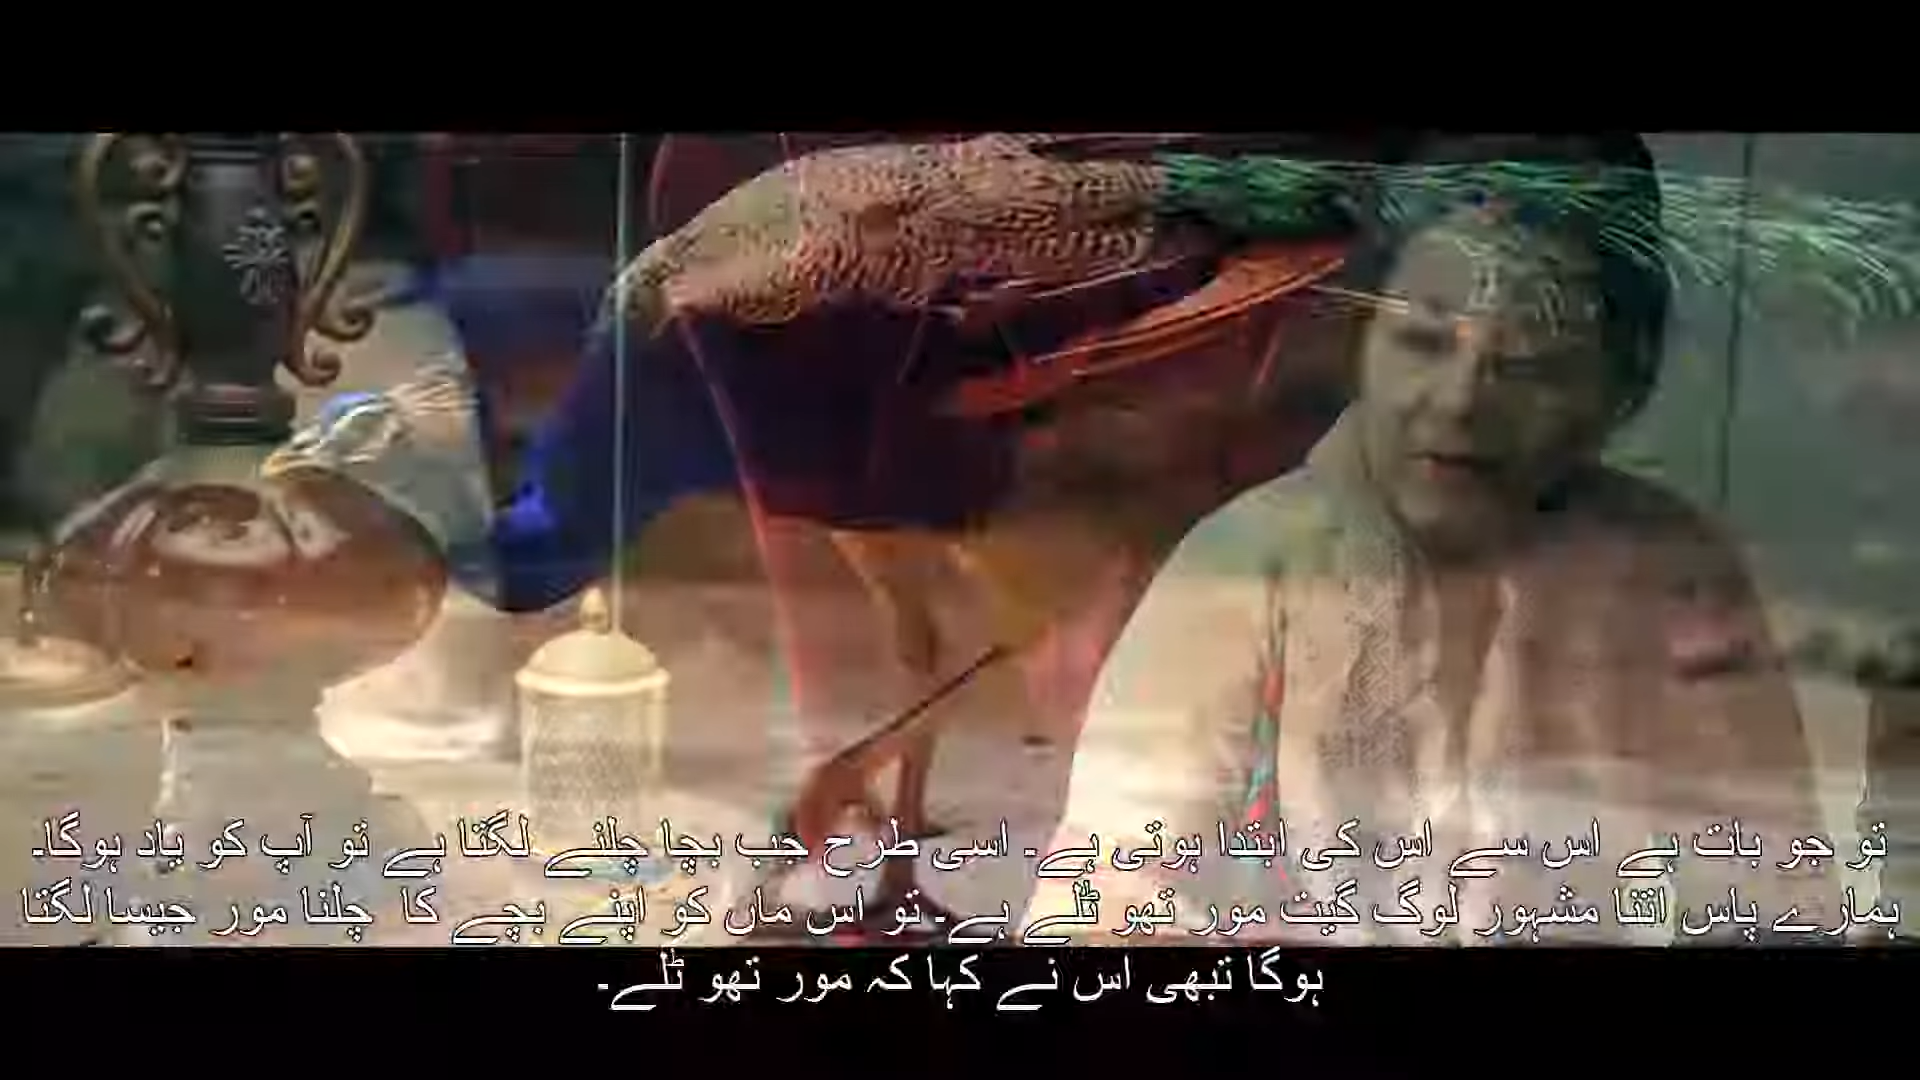 تو جو بات ہے اس سے اس کی ابتدا ہوتی ہے۔ اسی طرح جب بچا چلنے لگتا ہے تو آپ کو یاد ہوگا۔
ہمارے پاس اتنا مشہور لوگ گیت مور تھو ٹلے ہے۔ تو اس ماں کو اپنے بچے کا چلنا مور جیسا لگتا
ہوگا تبھی اس نے کہا کہ مور تھو ٹلے۔